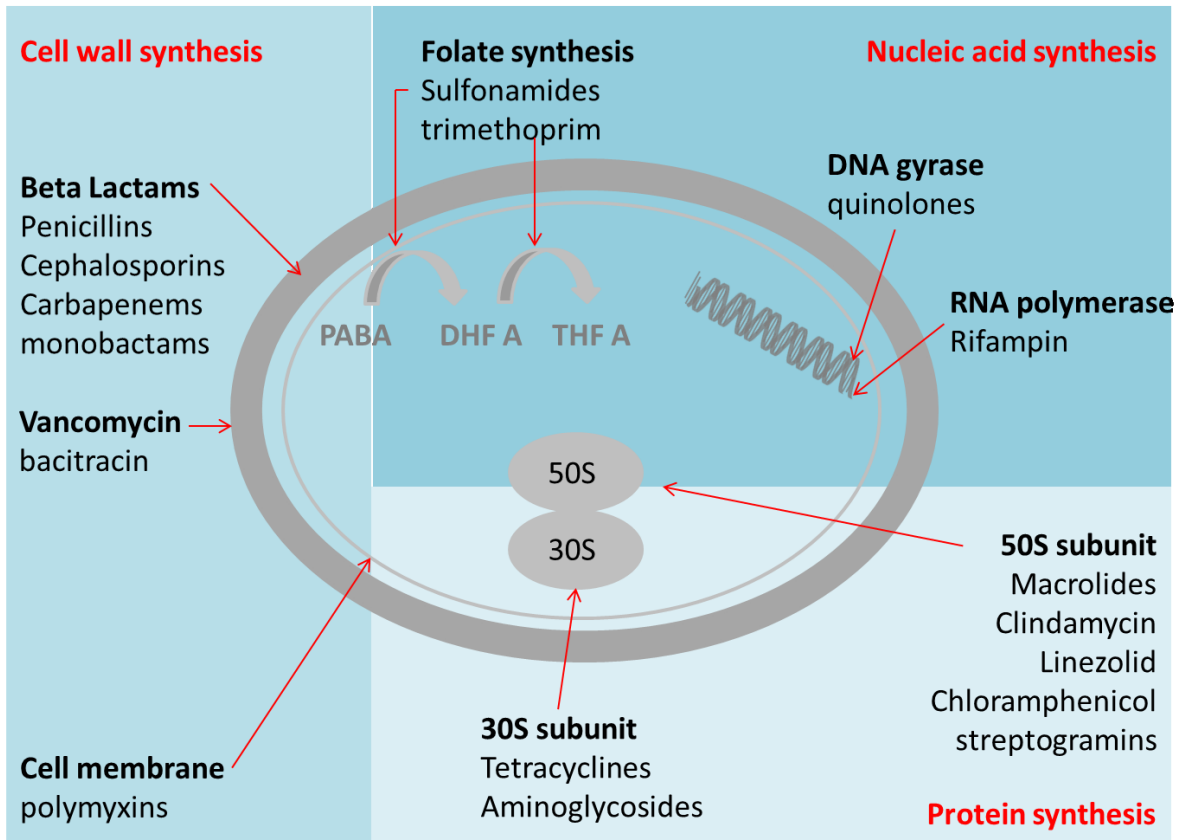 Cell wall synthesis
Folate synthesis
Sulfonamides
trimethoprim
Nucleic acid synthesis
Beta Lactams
Penicillins
Cephalosporins
Carbapenems
monobactams
DNA gyrase
quinolones
PABA
DHF A
THF A
RNA polymerase
Rifampin
Vancomycin
bacitracin
50S
30S
50S subunit
Macrolides
Clindamycin
Linezolid
Chloramphenicol
streptogramins
30S subunit
Tetracyclines
Aminoglycosides
Cell membrane
polymyxins
Protein synthesis